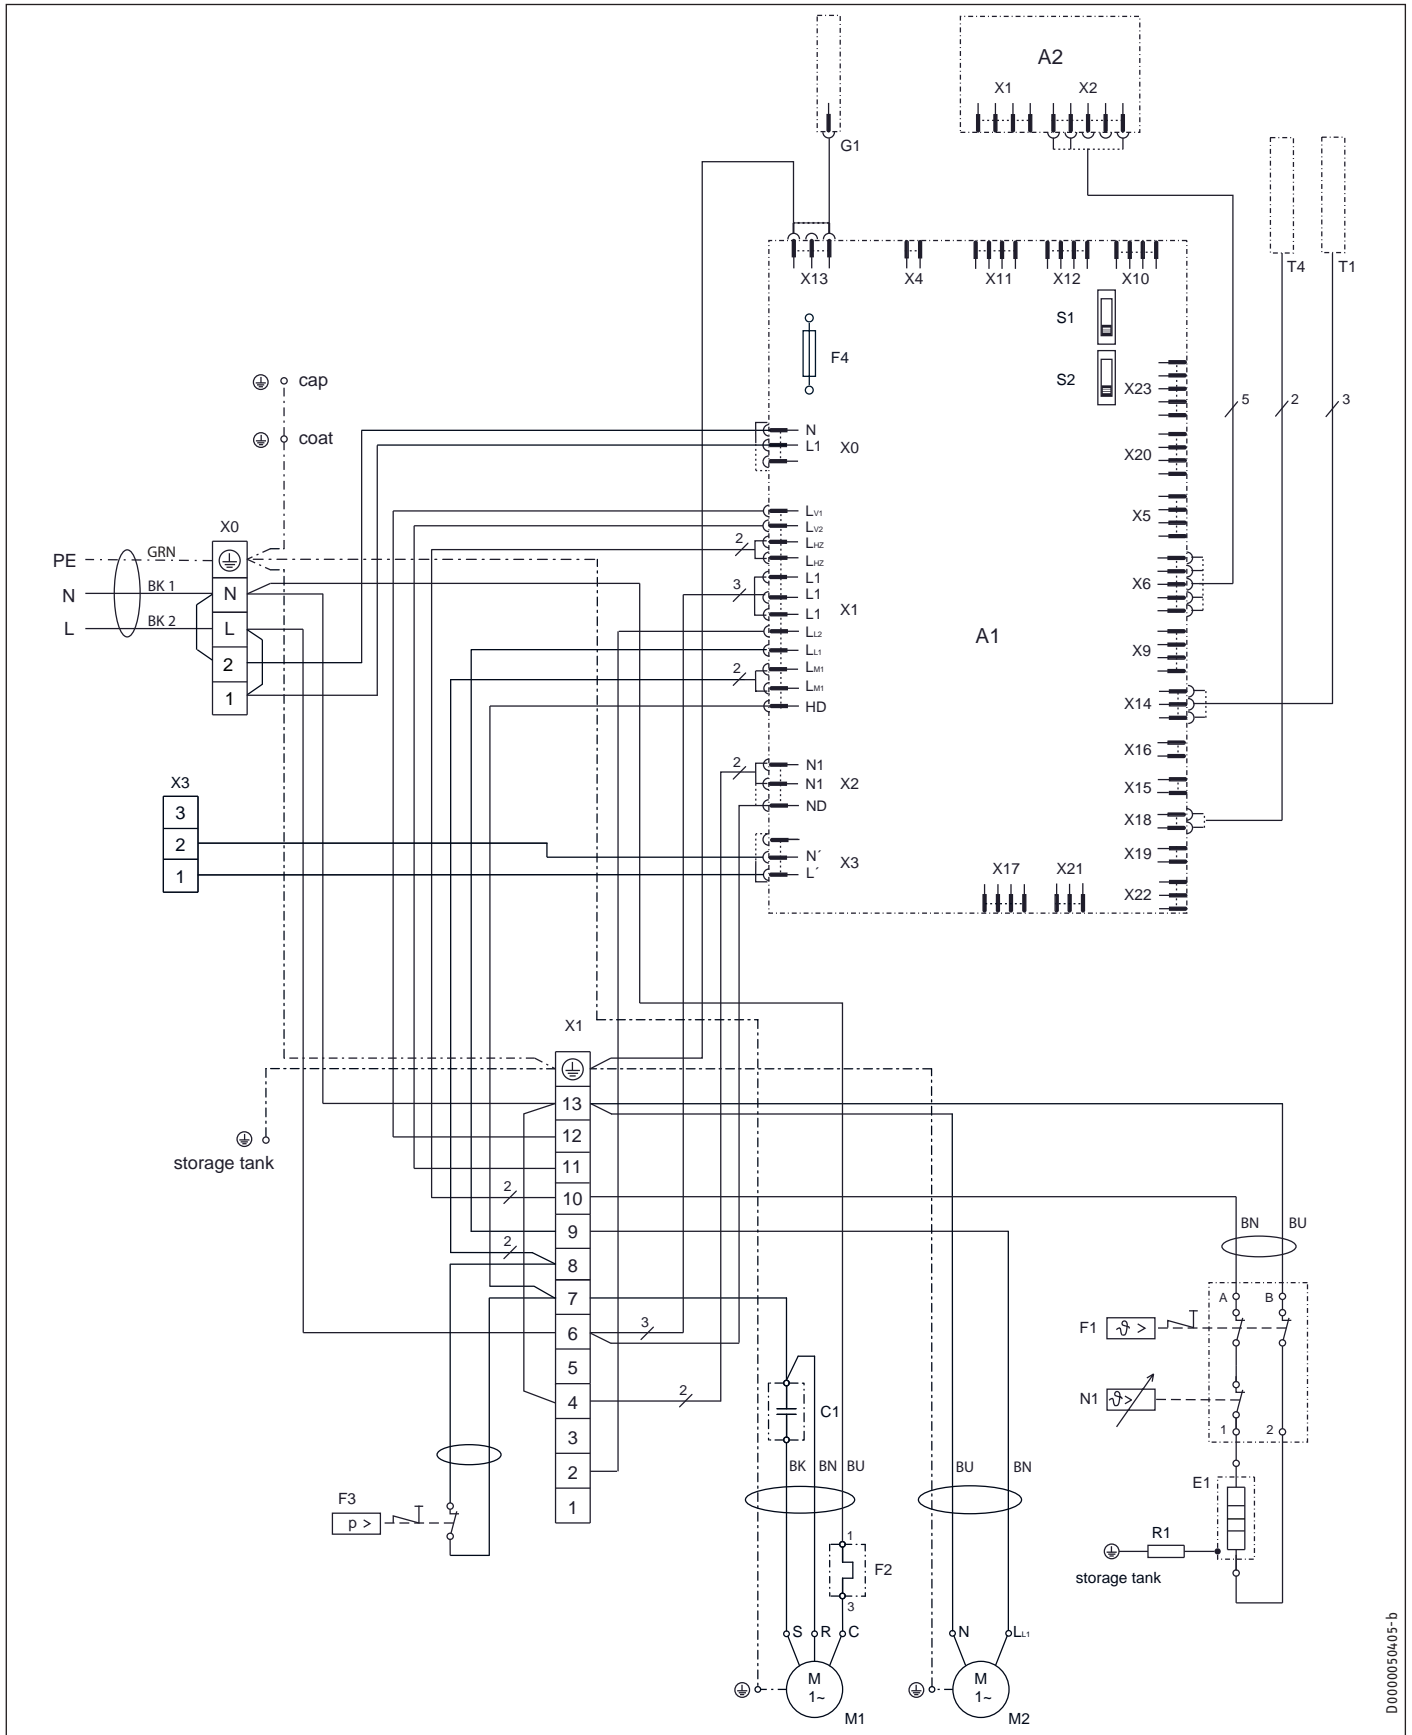 A2
X1 X2
G1
T4 T1
X13 X4 X11 X12 X10
S1
F4
S2
X23
cap
5 2 3
coat
N
L1 X0
X20
LV1
LV2
X5
X0
2
LHZ
LHZ
PE GRN
L1
3 L1 X1
L1
X6
N BK 1 N
A1
L BK 2 L
LL2
LL1
X9
2
2 LM1
LM1
1
HD
X14
X16
2 N1
N1 X2
ND
X15
X3
3
2
1
X18
N´
L´ X3
X19
X17 X21
X22
X1
13
storage tank
12
11
2 10
9
BN BU
2
8
7
A B
6 3
F1 ϑ >
5
4 2
N1 ϑ>
C1
3
1 2
2
BK BN BU
BU BN
E1
F3
p >
1
R1
1
F2
storage tank
3
S R C
N LL1
M
1~
M1
M
1~
M2
D0000050405-b